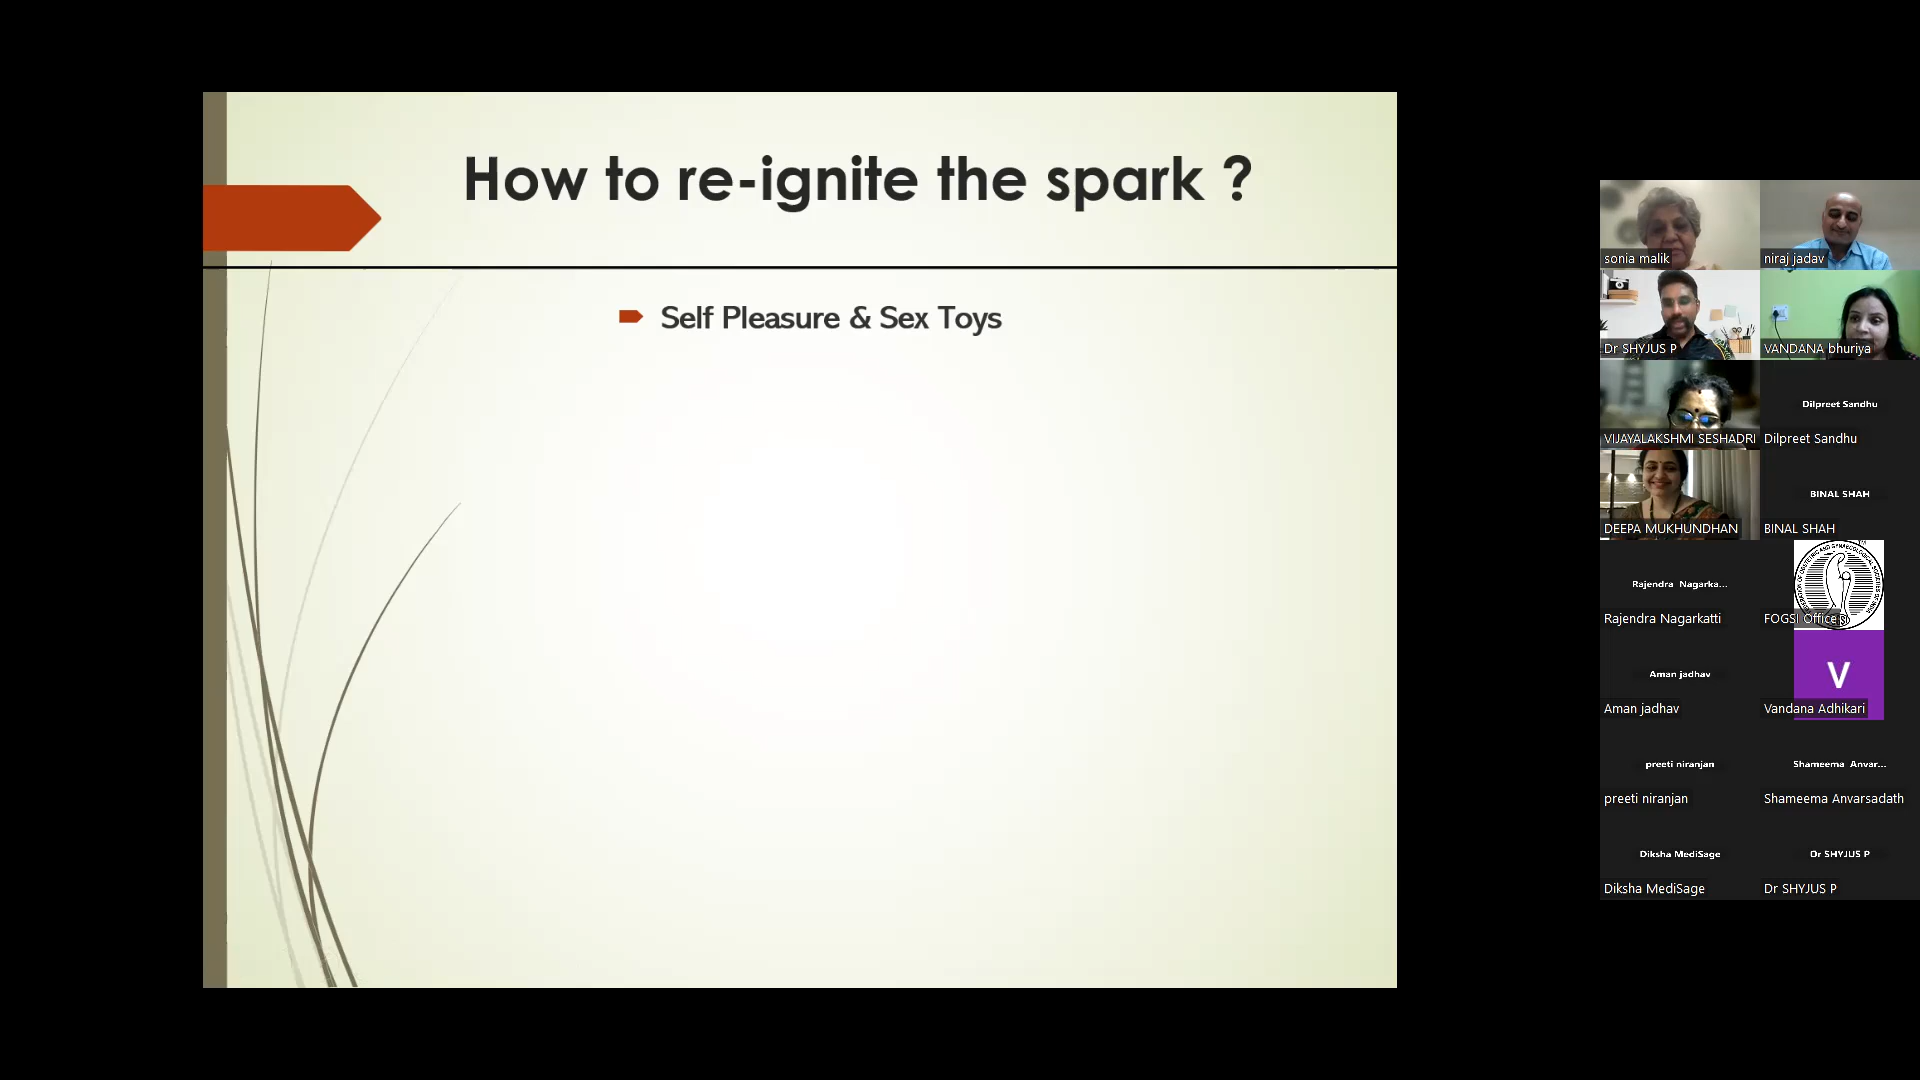 How to re-ignite the spark ?
Self Pleasure & Sex Toys
sonia malik
niraj jadav
Dr SHYJUS P
VANDANA bhuriya
VIJAYALAKSHMI SESHADRI
Dilpreet Sandhu
Dilpreet Sandhu
DEEPA MUKHUNDHAN
BINAL SHAH
BINAL SHAH
Rajendra Nagarka...
Rajendra Nagarkatti
FOGSI Office
Aman jadhav
Aman jadhav
V
Vandana Adhikari
preeti niranjan
preeti niranjan
Shameema Anvar...
Shameema Anvarsadath
Diksha MediSage
Diksha MediSage
Dr SHYJUS P
Dr SHYJUS P